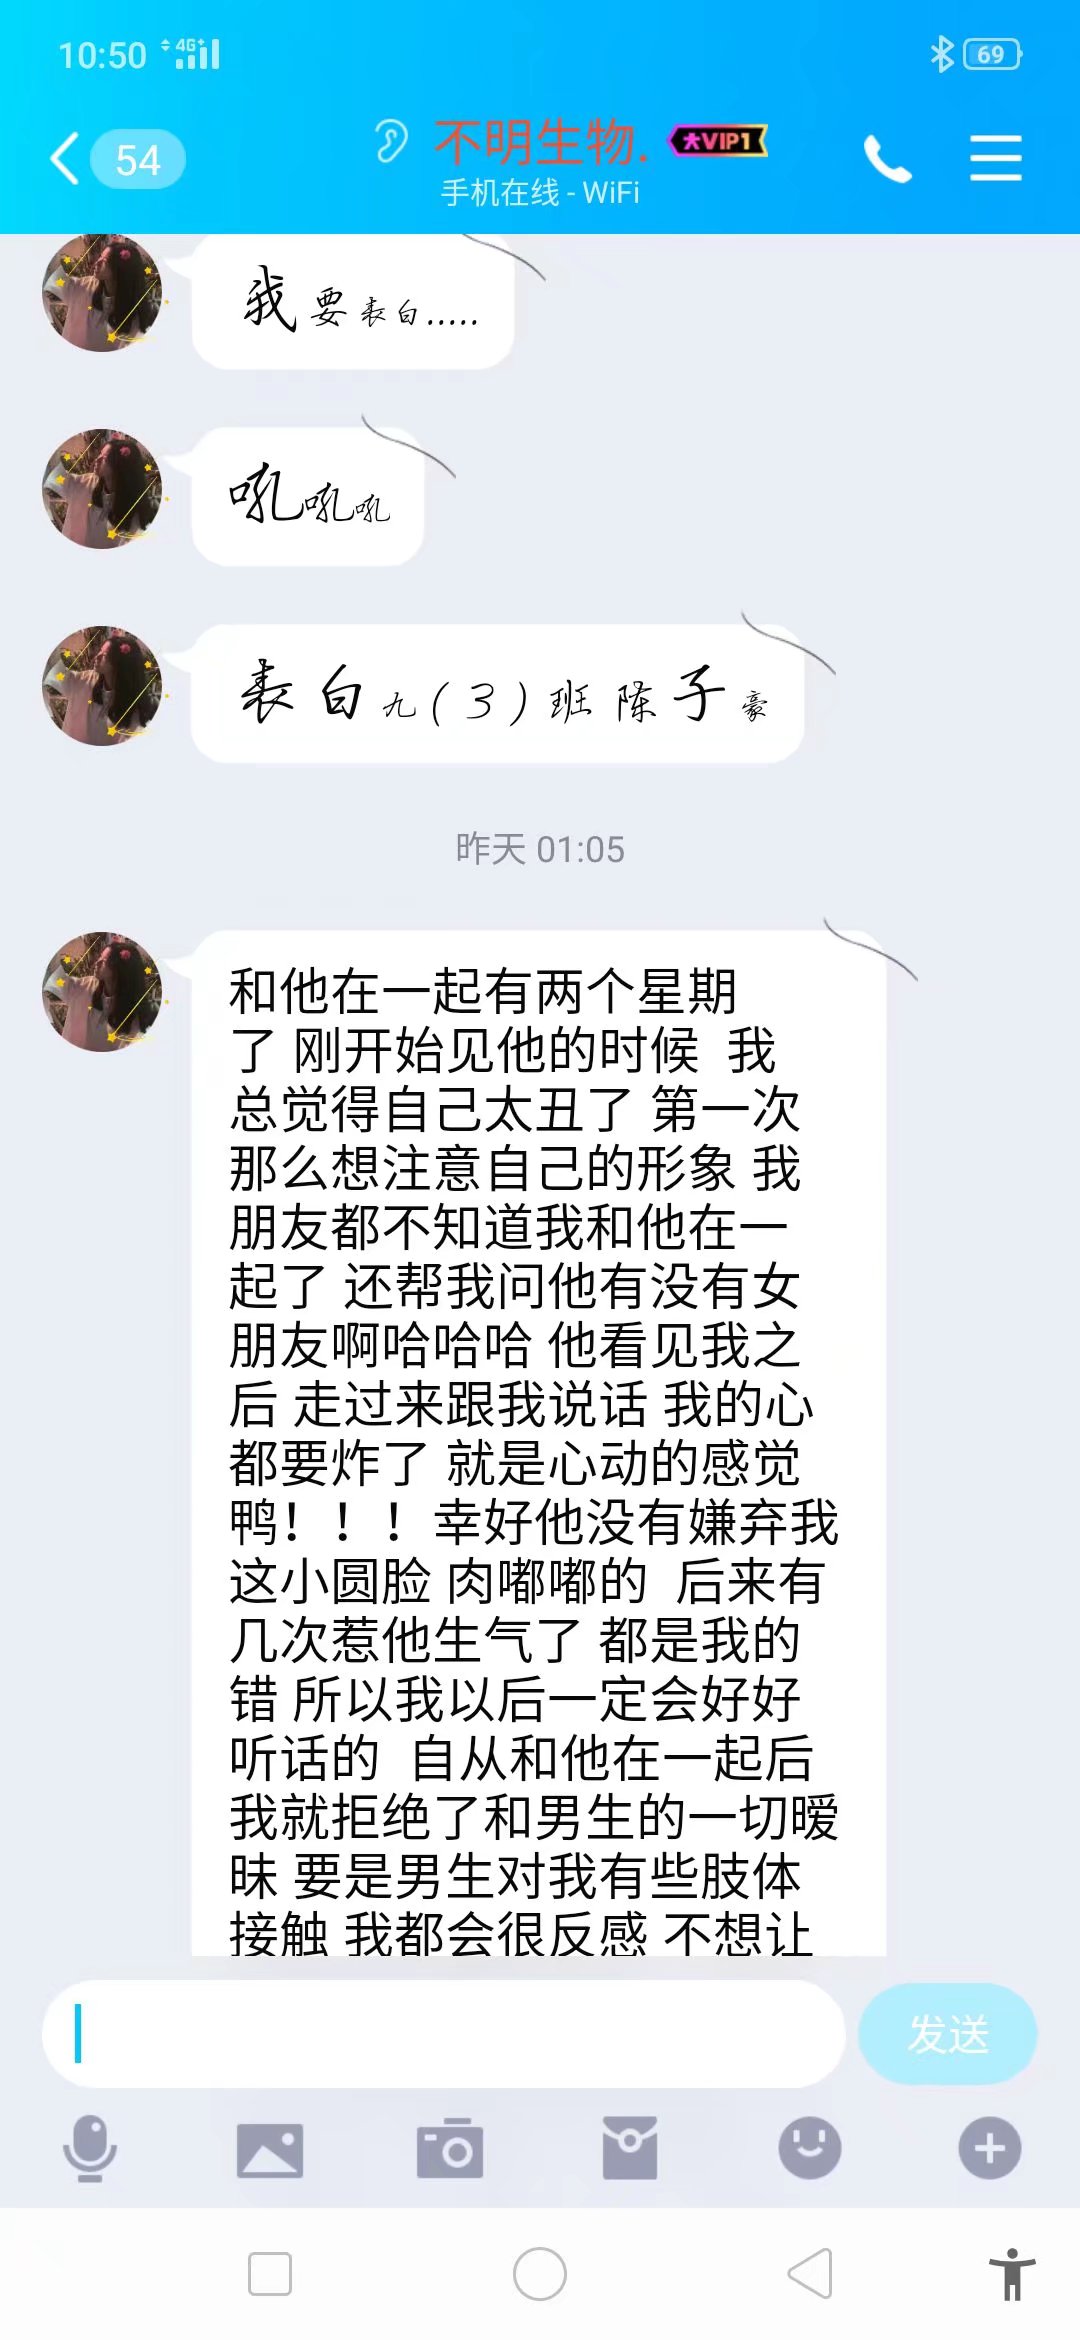 10:50 4G+ 69
54 不明生物. VIP1
手机在线 - WiFi
我要表白.....
吼吼吼
表白九(3)班陈子豪
昨天 01:05
和他在一起有两个星期
了 刚开始见他的时候 我
总觉得自己太丑了 第一次
那么想注意自己的形象 我
朋友都不知道我和他在一
起了 还帮我问他有没有女
朋友啊哈哈哈 他看见我之
后 走过来跟我说话 我的心
都要炸了 就是心动的感觉
鸭！！！幸好他没有嫌弃我
这小圆脸 肉嘟嘟的 后来有
几次惹他生气了 都是我的
错 所以我以后一定会好好
听话的 自从和他在一起后
我就拒绝了和男生的一切暧
昧 要是男生对我有些肢体
接触 我都会很反感 不想让
发送